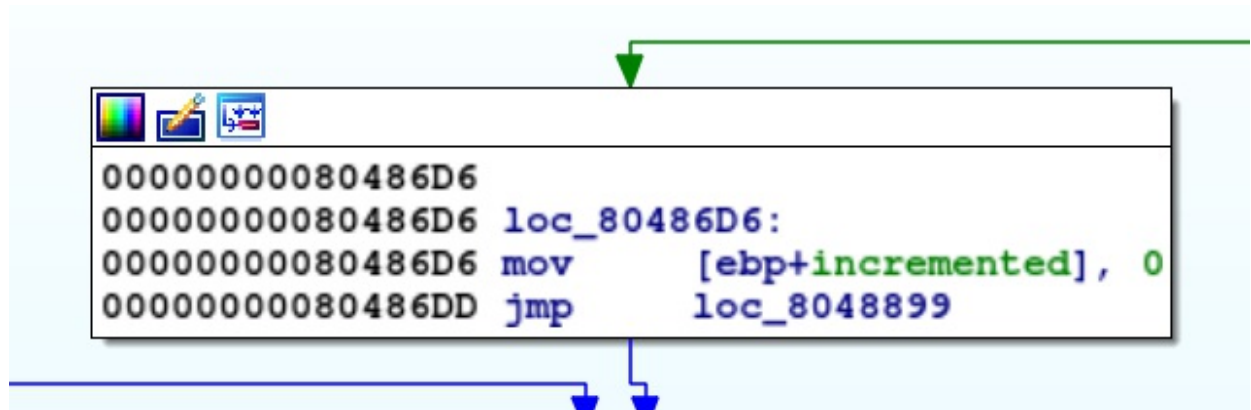 00000000080486D6
00000000080486D6 loc_80486D6:
00000000080486D6 mov [ebp+incremented], 0
00000000080486DD jmp loc_8048899